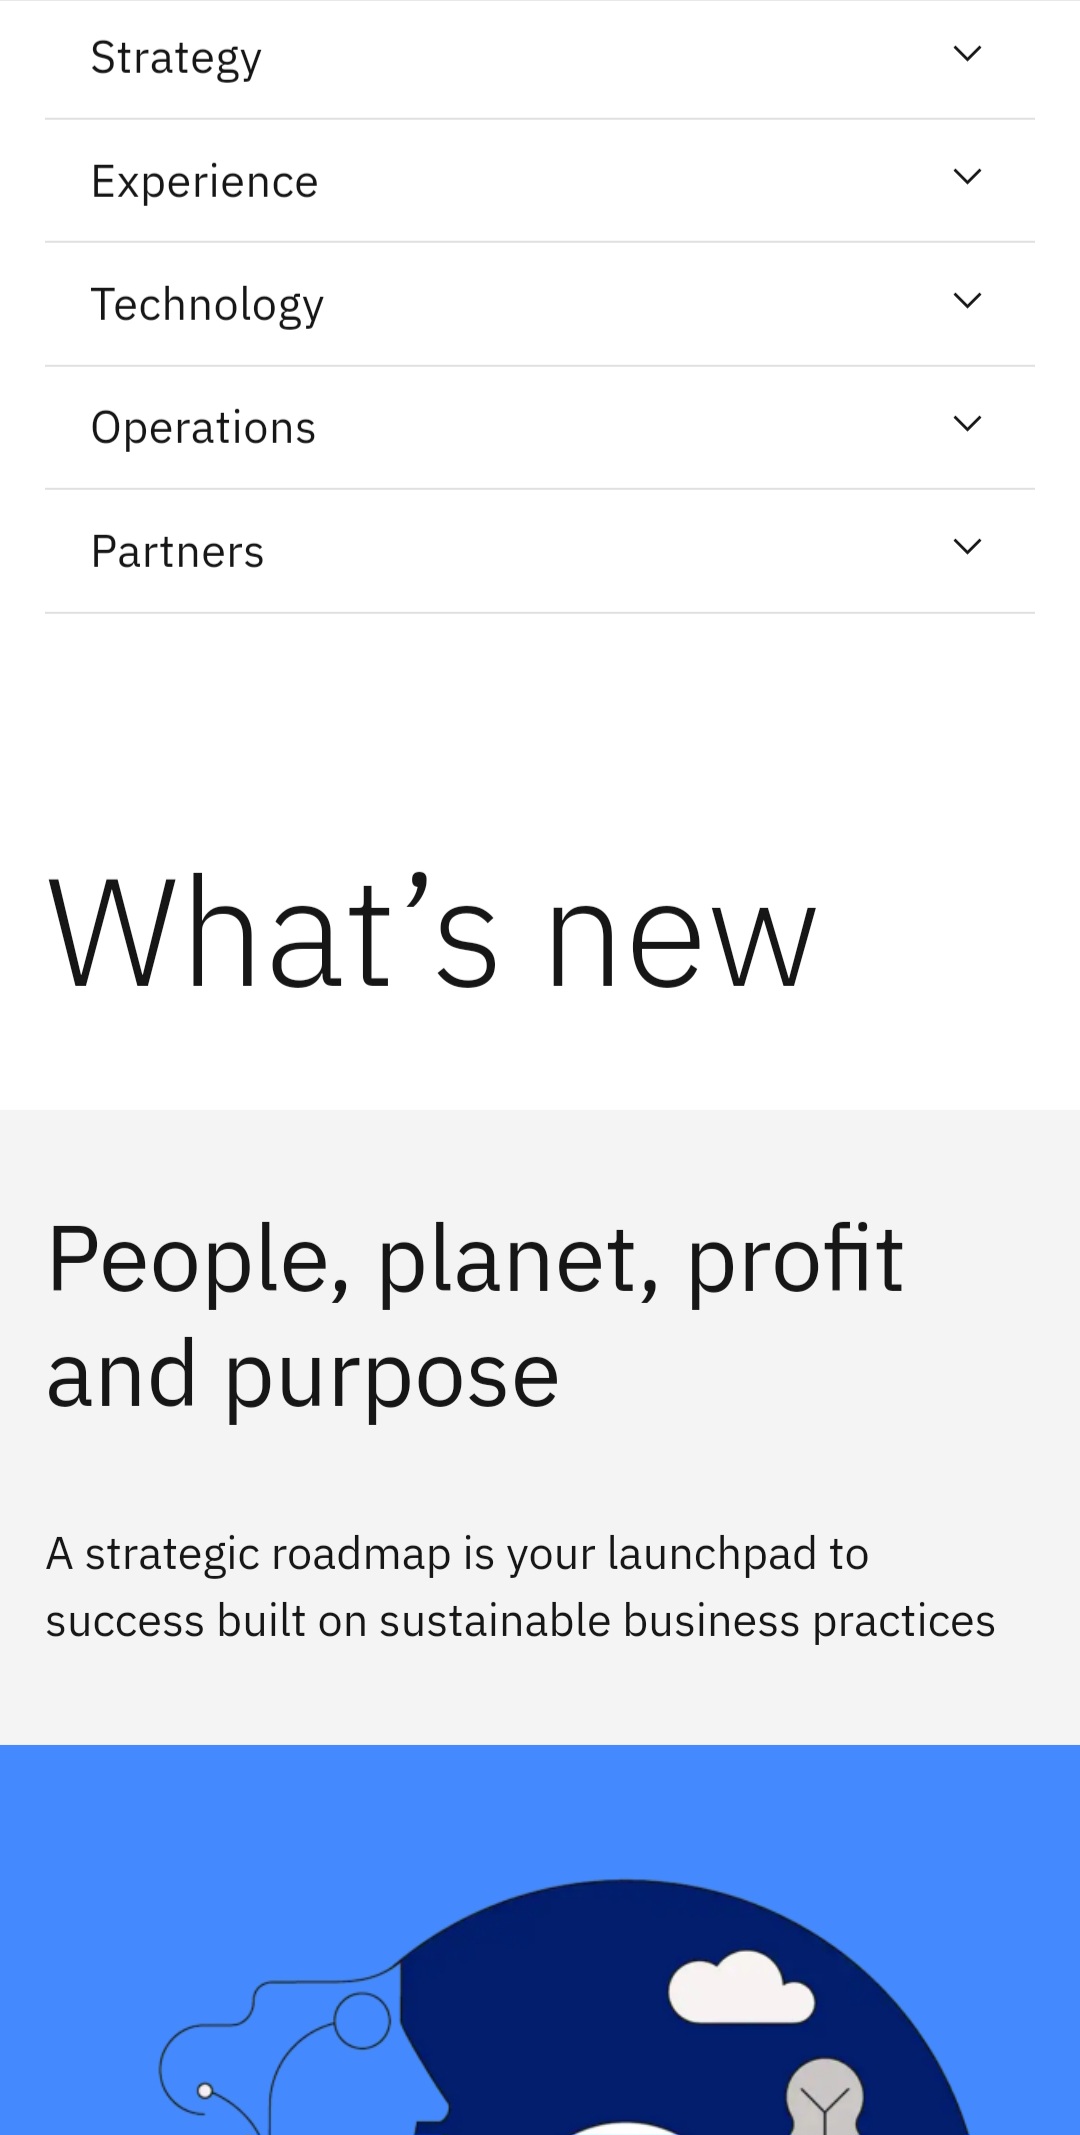 Strategy
Experience
Technology
Operations
Partners
What’s new
People, planet, profit
and purpose
A strategic roadmap is your launchpad to
success built on sustainable business practices